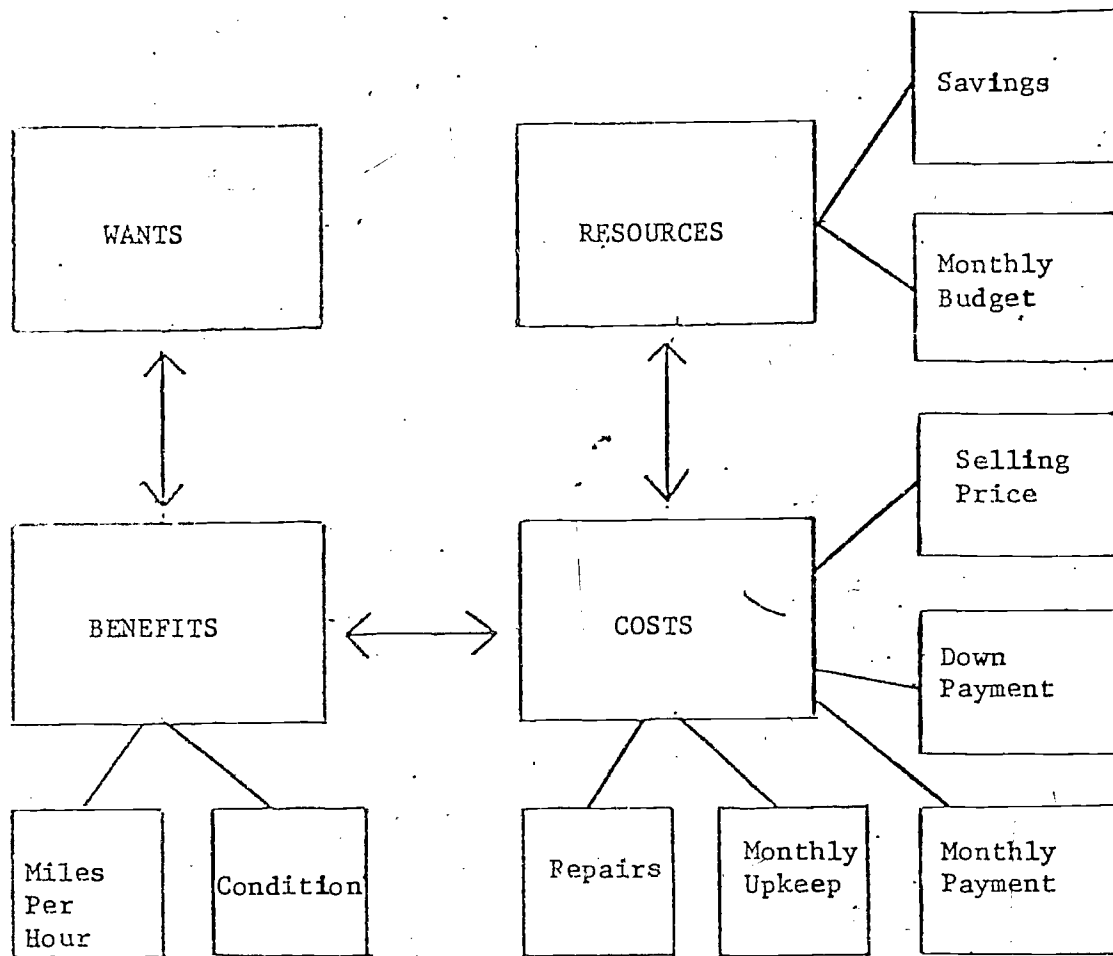 Savings
WANTS
RESOURCES
Monthly
Budget
Selling
Price
BENEFITS
COSTS
Down
Payment
Miles
Per
Hour
Condition
Repairs
Monthly
Upkeep
Monthly
Payment